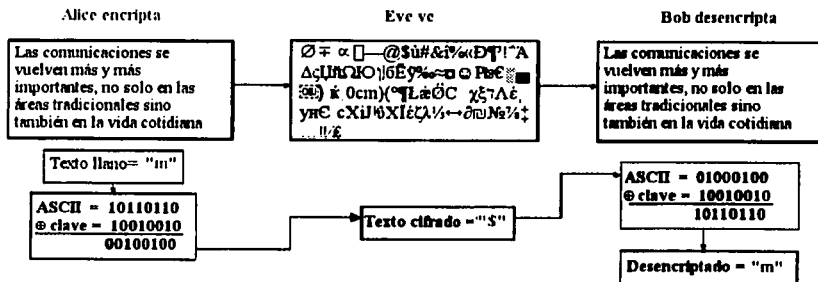 Alice encripta
Eve ve
Bob desencripta
Las comunicaciones se
vuelven más y más
importantes, no solo en las
áreas tradicionales sino
también en la vida cotidiana
Las comunicaciones se
vuelven más y más
importantes, no solo en las
áreas tradicionales sino
también en la vida cotidiana
Texto llano= "m"
ASCII = 10110110
⊕ clave = 10010010
00100100
Texto cifrado ="$"
ASCII = 01000100
⊕ clave = 10010010
10110110
Desencriptado = "m"